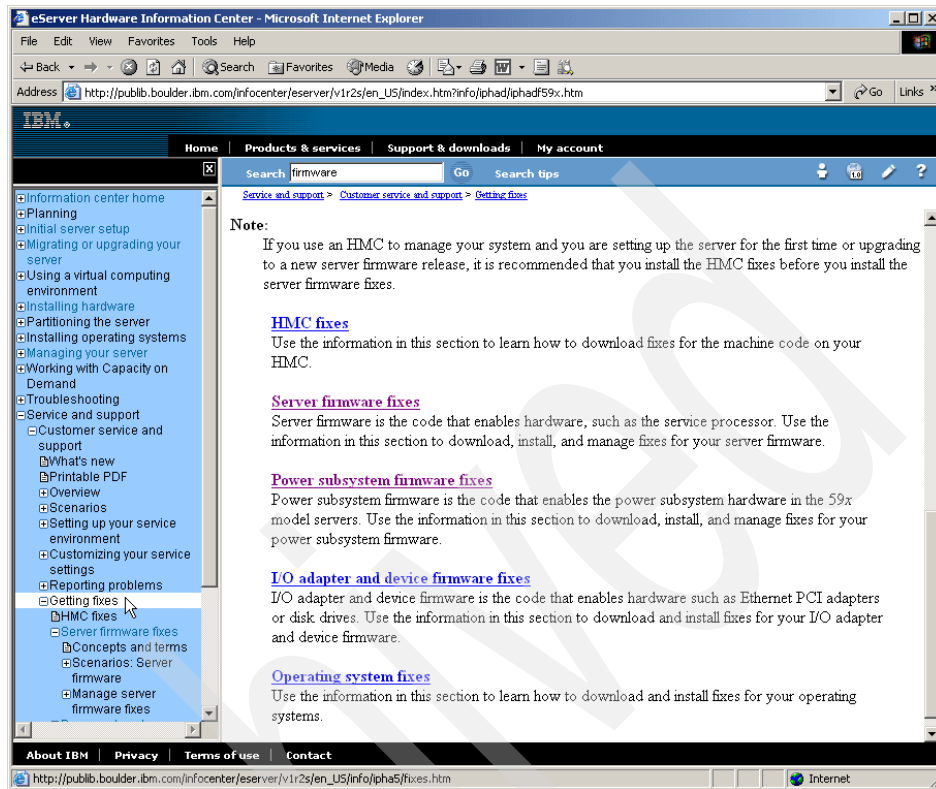 eServer Hardware Information Center - Microsoft Internet Explorer
File Edit View Favorites Tools Help
Back Search Favorites Media
Address http://publib.boulder.ibm.com/infocenter/eserver/v1r2s/en_US/index.htm?info/iphad/iphadf59x.htm Go Links »
IBM
Home | Products & services | Support & downloads | My account
Search firmware Go Search tips
Service and support > Customer service and support > Getting fixes
Information center home
Planning
Initial server setup
Migrating or upgrading your
server
Using a virtual computing
environment
Installing hardware
Partitioning the server
Installing operating systems
Managing your server
Working with Capacity on
Demand
Troubleshooting
Service and support
Customer service and
support
What's new
Printable PDF
Overview
Scenarios
Setting up your service
environment
Customizing your service
settings
Reporting problems
Getting fixes
HMC fixes
Server firmware fixes
Concepts and terms
Scenarios: Server
firmware
Manage server
firmware fixes
Note:
If you use an HMC to manage your system and you are setting up the server for the first time or upgrading
to a new server firmware release, it is recommended that you install the HMC fixes before you install the
server firmware fixes.
HMC fixes
Use the information in this section to learn how to download fixes for the machine code on your
HMC.
Server firmware fixes
Server firmware is the code that enables hardware, such as the service processor. Use the
information in this section to download, install, and manage fixes for your server firmware.
Power subsystem firmware fixes
Power subsystem firmware is the code that enables the power subsystem hardware in the 59x
model servers. Use the information in this section to download, install, and manage fixes for your
power subsystem firmware.
I/O adapter and device firmware fixes
I/O adapter and device firmware is the code that enables hardware such as Ethernet PCI adapters
or disk drives. Use the information in this section to download and install fixes for your I/O adapter
and device firmware.
Operating system fixes
Use the information in this section to learn how to download and install fixes for your operating
systems.
About IBM | Privacy | Terms of use | Contact
http://publib.boulder.ibm.com/infocenter/eserver/v1r2s/en_US/info/ipha5/fixes.htm Internet